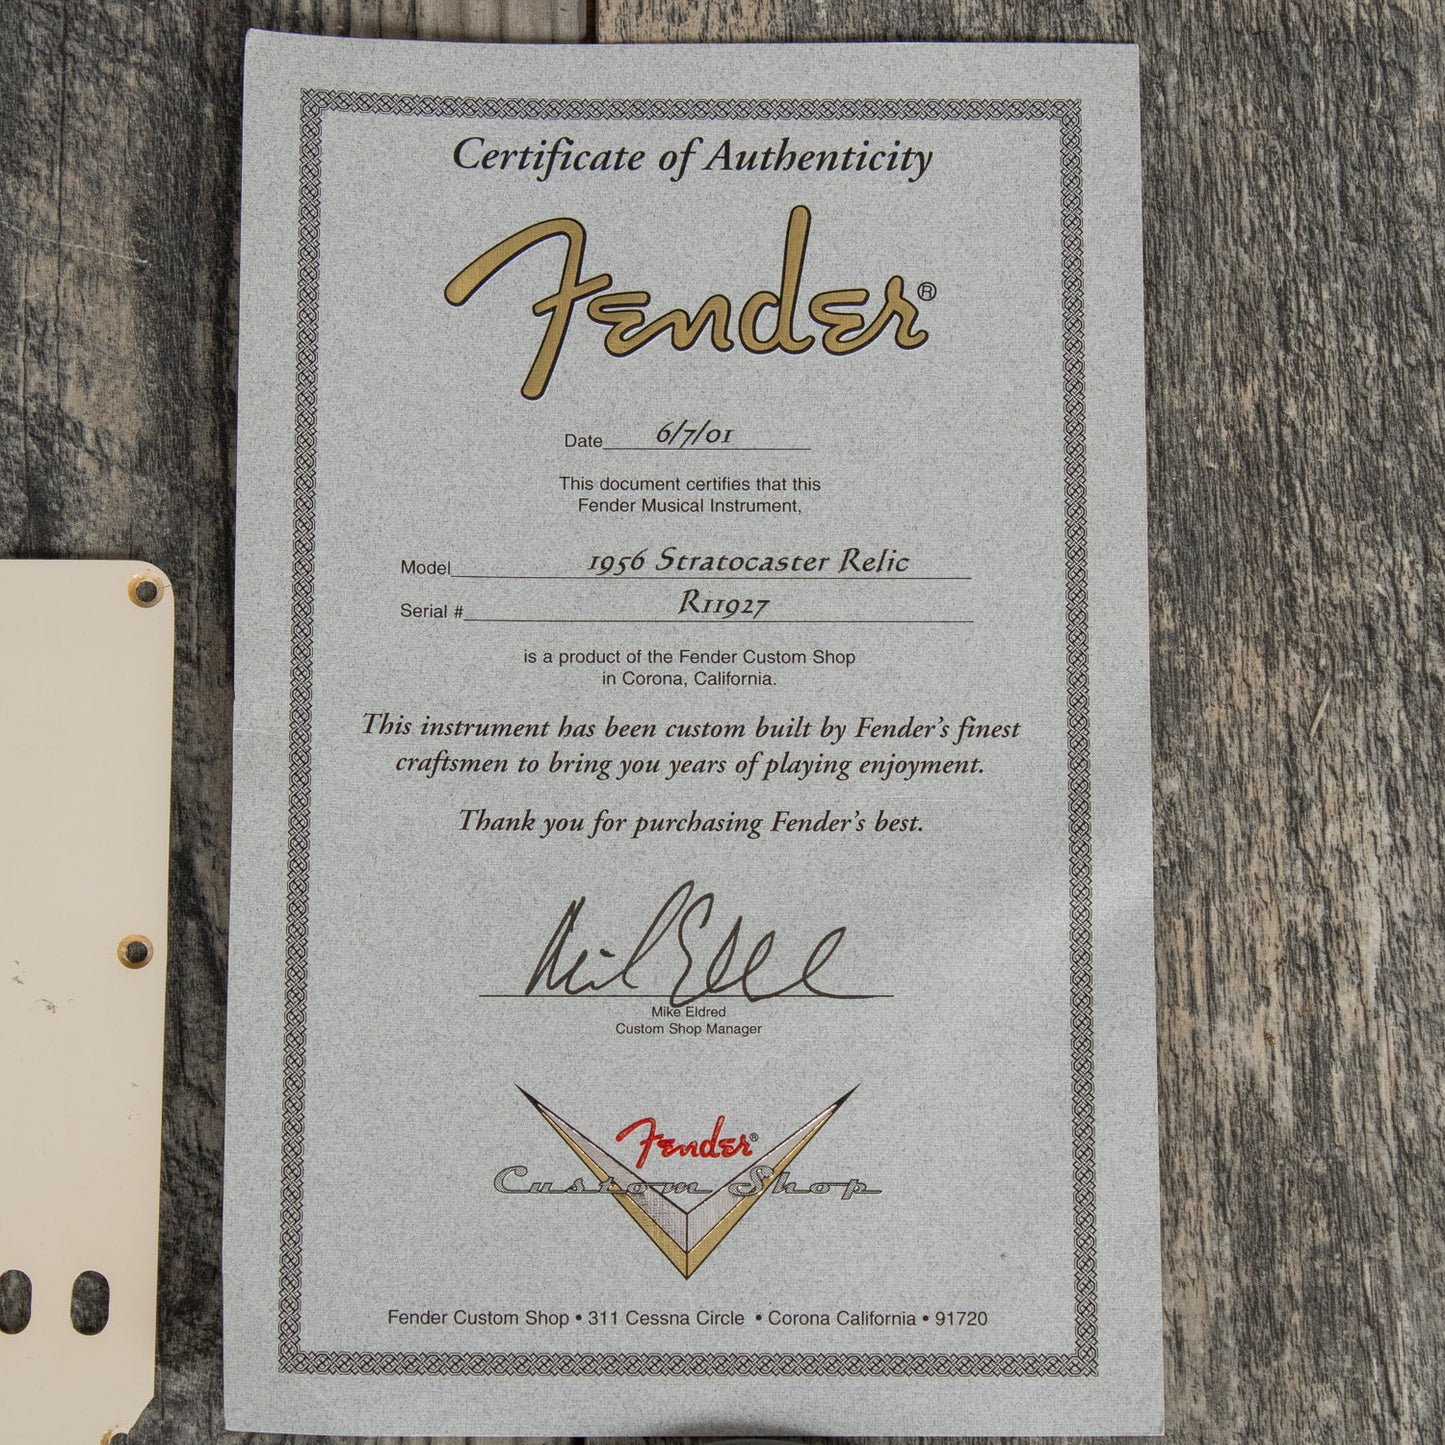 Certificate of Authenticity
Fender®
Date 6/7/01
This document certifies that this
Fender Musical Instrument,
Model 1956 Stratocaster Relic
Serial # R11927
is a product of the Fender Custom Shop
in Corona, California.
This instrument has been custom built by Fender's finest
craftsmen to bring you years of playing enjoyment.
Thank you for purchasing Fender's best.
Mike Eldred
Mike Eldred
Custom Shop Manager
Fender®
Custom Shop
Fender Custom Shop • 311 Cessna Circle • Corona California • 91720